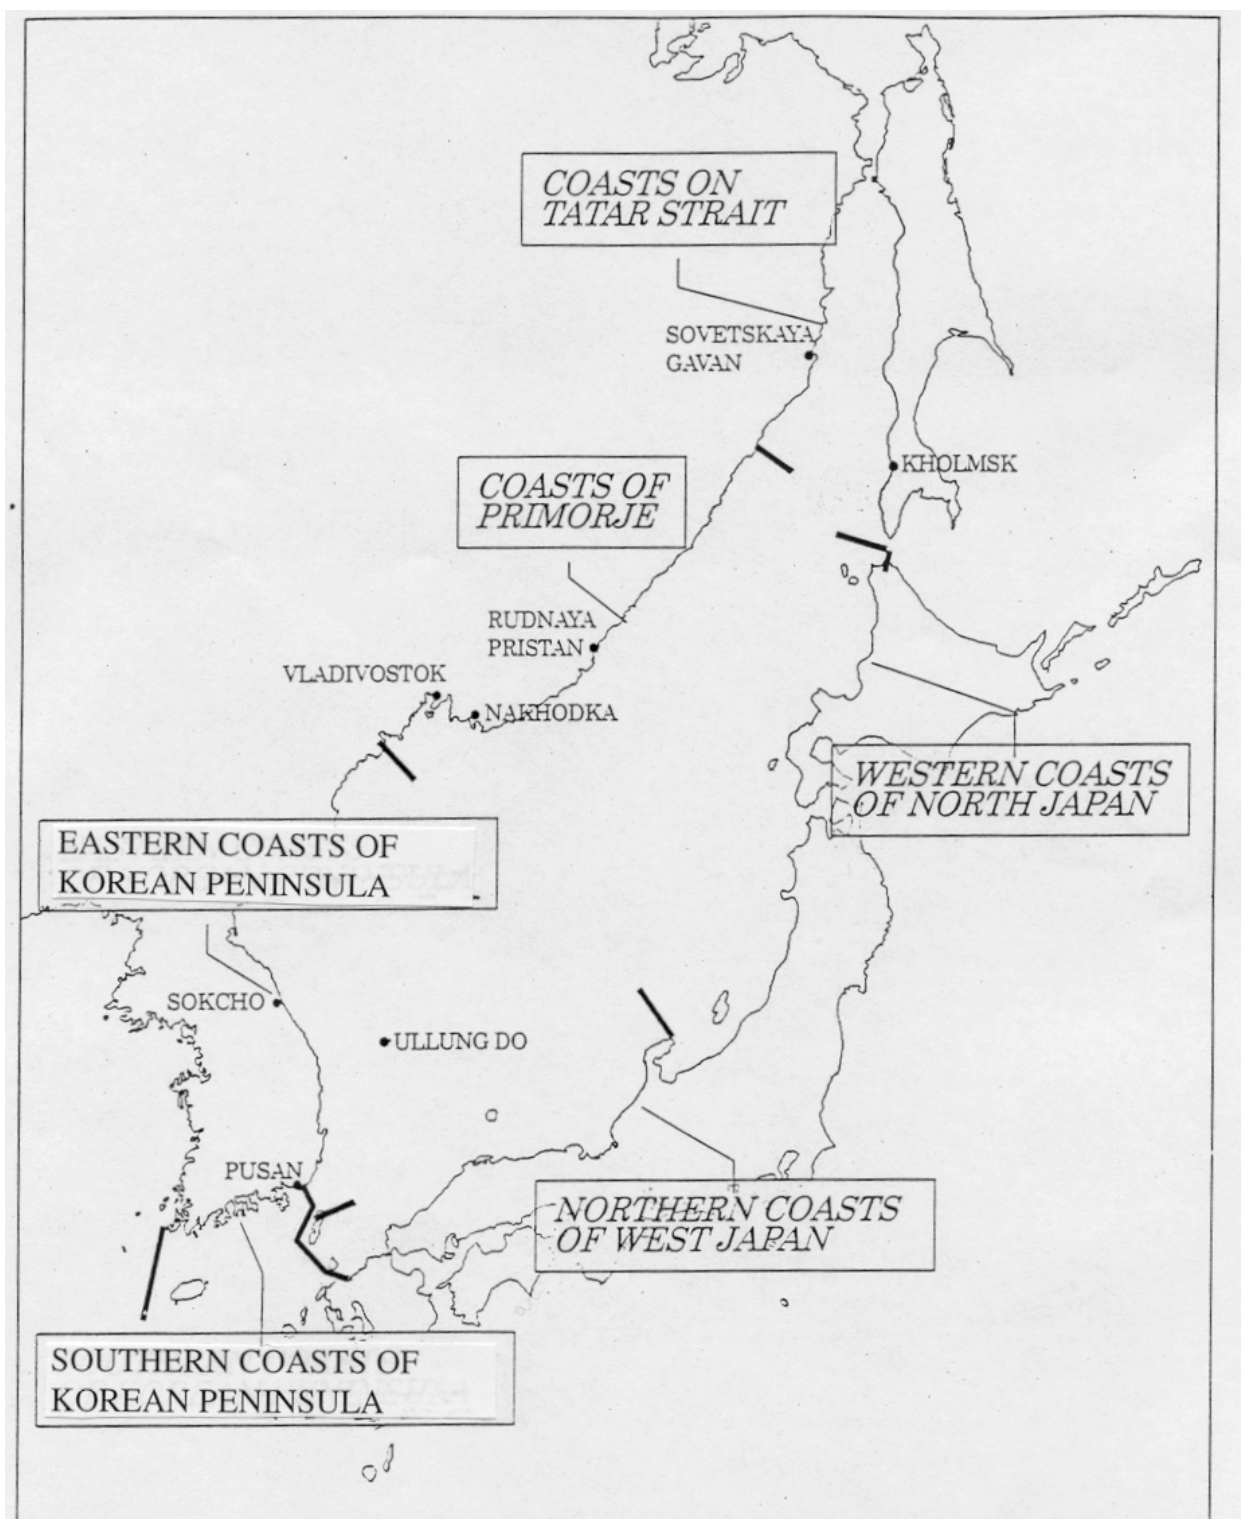 COASTS ON
TATAR STRAIT
SOVETSKAYA
GAVAN
COASTS OF
PRIMORJE
KHOLMSK
RUDNAYA
PRISTAN
VLADIVOSTOK
NAKHODKA
WESTERN COASTS
OF NORTH JAPAN
EASTERN COASTS OF
KOREAN PENINSULA
SOKCHO
ULLUNG DO
PUSAN
NORTHERN COASTS
OF WEST JAPAN
SOUTHERN COASTS OF
KOREAN PENINSULA